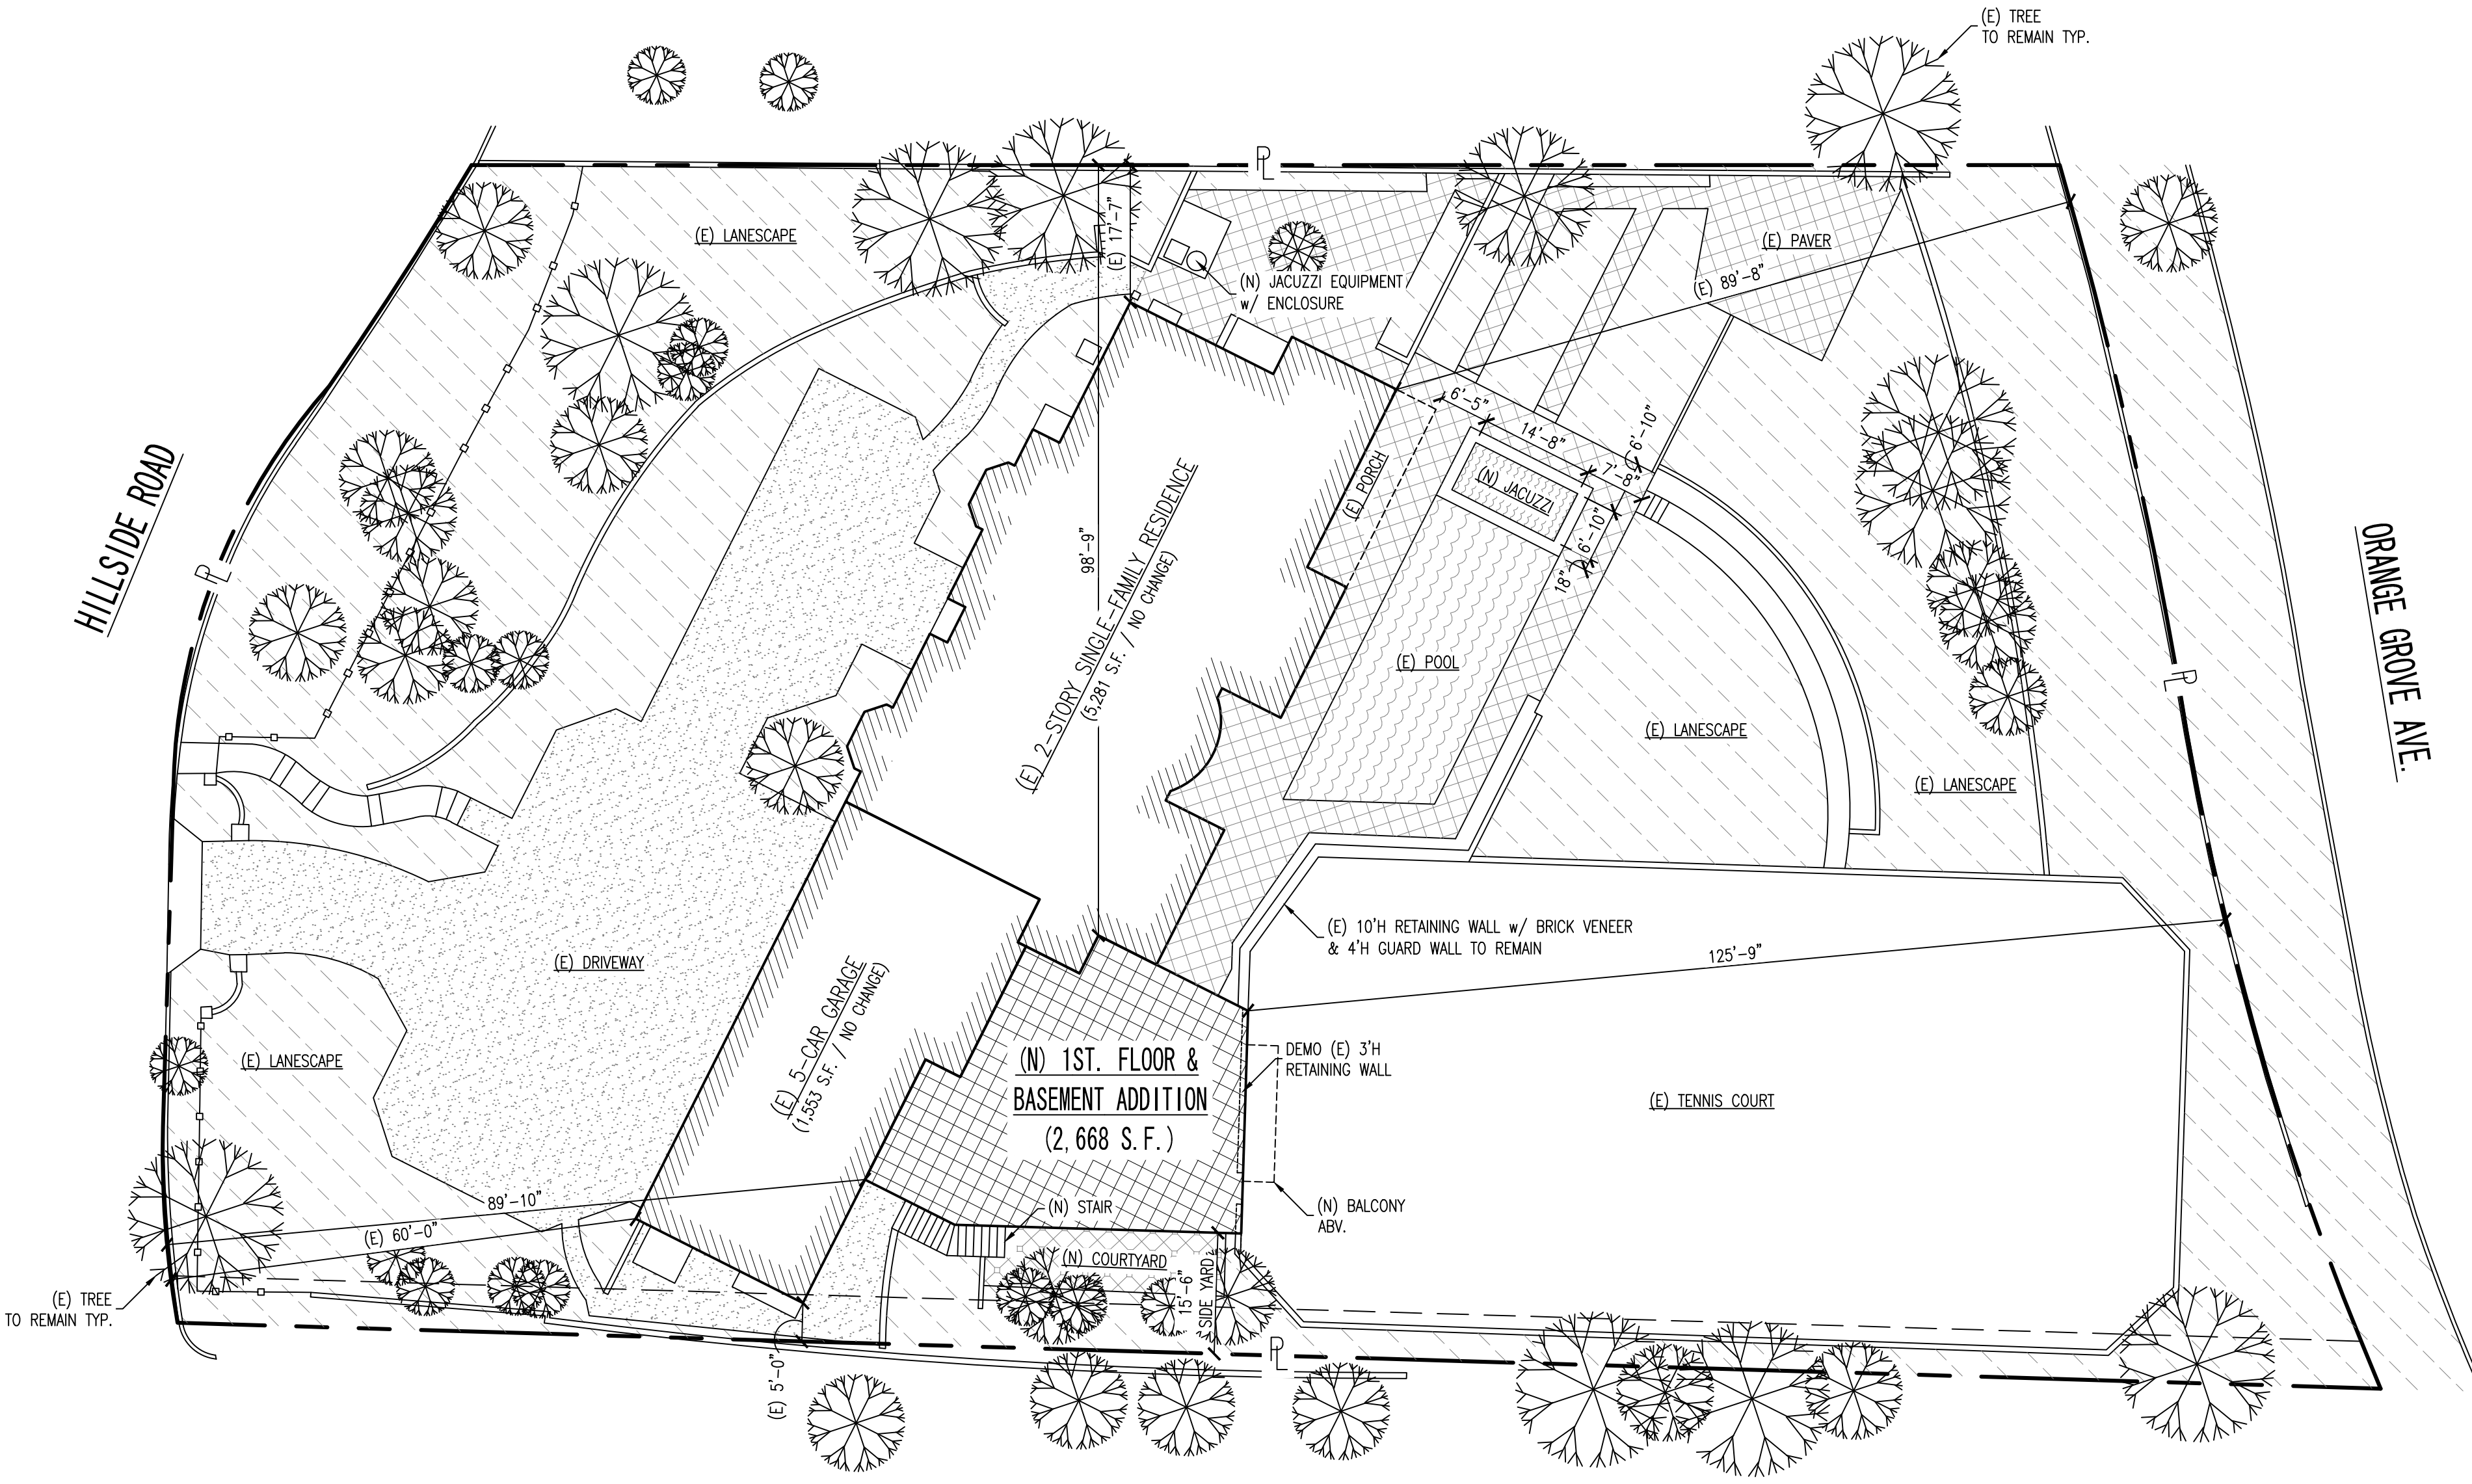 (E) TREE
TO REMAIN TYP.
PL
(E) 17'-7"
(E) LANESCAPE
(E) PAVER
(N) JACUZZI EQUIPMENT
w/ ENCLOSURE
(E) 89'-8"
6'-5"
14'-8"
6'-10"
7'-8"
(N) JACUZZI
6'-10"
18"
(E) PORCH
HILLSIDE ROAD
PL
98'-9"
(E) 2-STORY SINGLE-FAMILY RESIDENCE
(5,281 S.F. / NO CHANGE)
(E) POOL
PL
ORANGE GROVE AVE.
(E) LANESCAPE
(E) LANESCAPE
(E) 10'H RETAINING WALL w/ BRICK VENEER
& 4'H GUARD WALL TO REMAIN
125'-9"
(E) DRIVEWAY
(E) 5-CAR GARAGE
(1,553 S.F. / NO CHANGE)
(E) LANESCAPE
(N) 1ST. FLOOR &
BASEMENT ADDITION
(2,668 S.F.)
DEMO (E) 3'H
RETAINING WALL
(E) TENNIS COURT
89'-10"
(E) 60'-0"
(N) STAIR
(N) BALCONY
ABV.
(N) COURTYARD
15'-6"
SIDE YARD
(E) TREE
TO REMAIN TYP.
PL
(E) 5'-0"